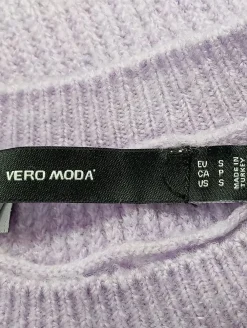 VERO MODA
EU S
CA P
US S
MADE IN
TURKEY